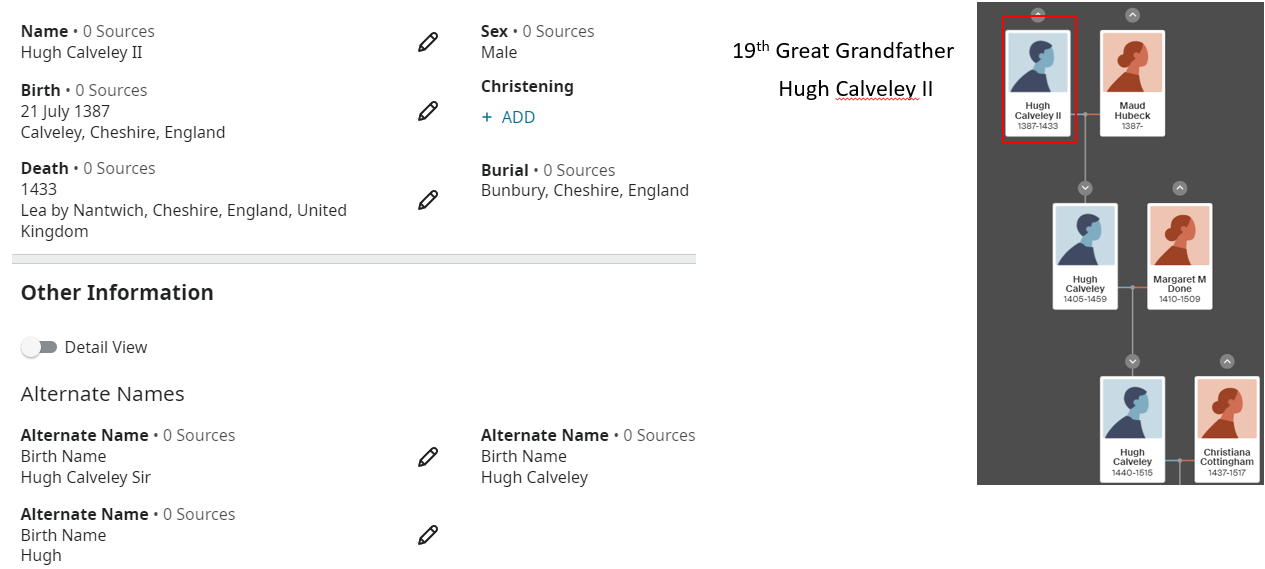 Name • 0 Sources
Hugh Calveley II
Sex • 0 Sources
Male
Birth • 0 Sources
21 July 1387
Calveley, Cheshire, England
Christening
+ ADD
Death • 0 Sources
1433
Lea by Nantwich, Cheshire, England, United
Kingdom
Burial • 0 Sources
Bunbury, Cheshire, England
Other Information
Detail View
Alternate Names
Alternate Name • 0 Sources
Birth Name
Hugh Calveley Sir
Alternate Name • 0 Sources
Birth Name
Hugh Calveley
Alternate Name • 0 Sources
Birth Name
Hugh
19th Great Grandfather
Hugh Calveley II
Hugh
Calveley II
1387-1433
Maud
Hubeck
1387-
Hugh
Calveley
1405-1459
Margaret M
Done
1410-1509
Hugh
Calveley
1440-1515
Christiana
Cottingham
1437-1517